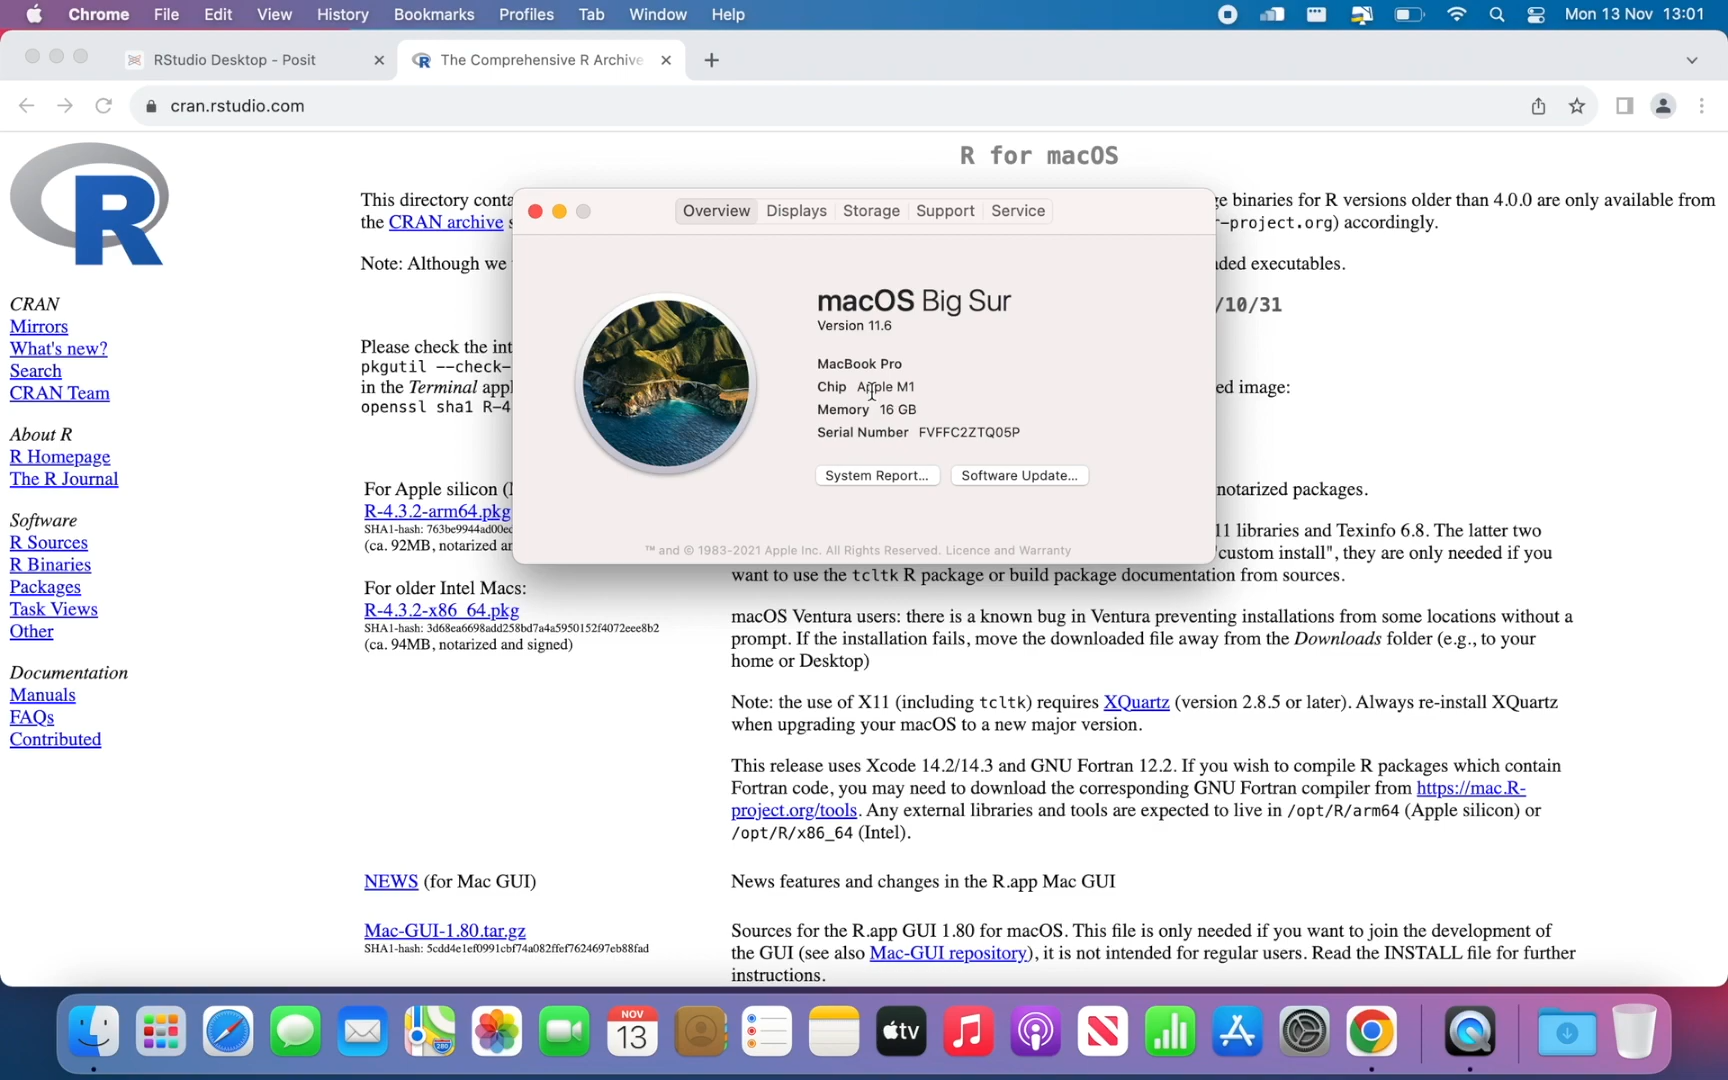 Chrome File Edit View History Bookmarks Profiles Tab Window Help Mon 13 Nov 13:01
RStudio Desktop - Posit
The Comprehensive R Archive
cran.rstudio.com
R
CRAN
Mirrors
What's new?
Search
CRAN Team
About R
R Homepage
The R Journal
Software
R Sources
R Binaries
Packages
Task Views
Other
Documentation
Manuals
FAQs
Contributed
R for macOS
This directory conta
ge binaries for R versions older than 4.0.0 are only available from
the CRAN archive s
-project.org) accordingly.
Note: Although we
ded executables.
/10/31
Please check the int
pkgutil --check-
in the Terminal appl
ed image:
openssl sha1 R-4
Overview Displays Storage Support Service
macOS Big Sur
Version 11.6
MacBook Pro
Chip Apple M1
Memory 16 GB
Serial Number FVFFC2ZTQ05P
System Report... Software Update...
™ and © 1983-2021 Apple Inc. All Rights Reserved. Licence and Warranty
For Apple silicon (
R-4.3.2-arm64.pkg
SHA1-hash: 763be9944ad00ec
(ca. 92MB, notarized an
For older Intel Macs:
R-4.3.2-x86_64.pkg
SHA1-hash: 3d68ea6698add258bd7a4a5950152f4072eee8b2
(ca. 94MB, notarized and signed)
notarized packages.
11 libraries and Texinfo 6.8. The latter two
"custom install", they are only needed if you
want to use the tcltk R package or build package documentation from sources.
macOS Ventura users: there is a known bug in Ventura preventing installations from some locations without a
prompt. If the installation fails, move the downloaded file away from the Downloads folder (e.g., to your
home or Desktop)
Note: the use of X11 (including tcltk) requires XQuartz (version 2.8.5 or later). Always re-install XQuartz
when upgrading your macOS to a new major version.
This release uses Xcode 14.2/14.3 and GNU Fortran 12.2. If you wish to compile R packages which contain
Fortran code, you may need to download the corresponding GNU Fortran compiler from https://mac.R-
project.org/tools. Any external libraries and tools are expected to live in /opt/R/arm64 (Apple silicon) or
/opt/R/x86_64 (Intel).
NEWS (for Mac GUI)
News features and changes in the R.app Mac GUI
Mac-GUI-1.80.tar.gz
SHA1-hash: 5cdd4e1ef0991cbf74a082ffef7624697eb88fad
Sources for the R.app GUI 1.80 for macOS. This file is only needed if you want to join the development of
the GUI (see also Mac-GUI repository), it is not intended for regular users. Read the INSTALL file for further
instructions.
NOV
13
tv